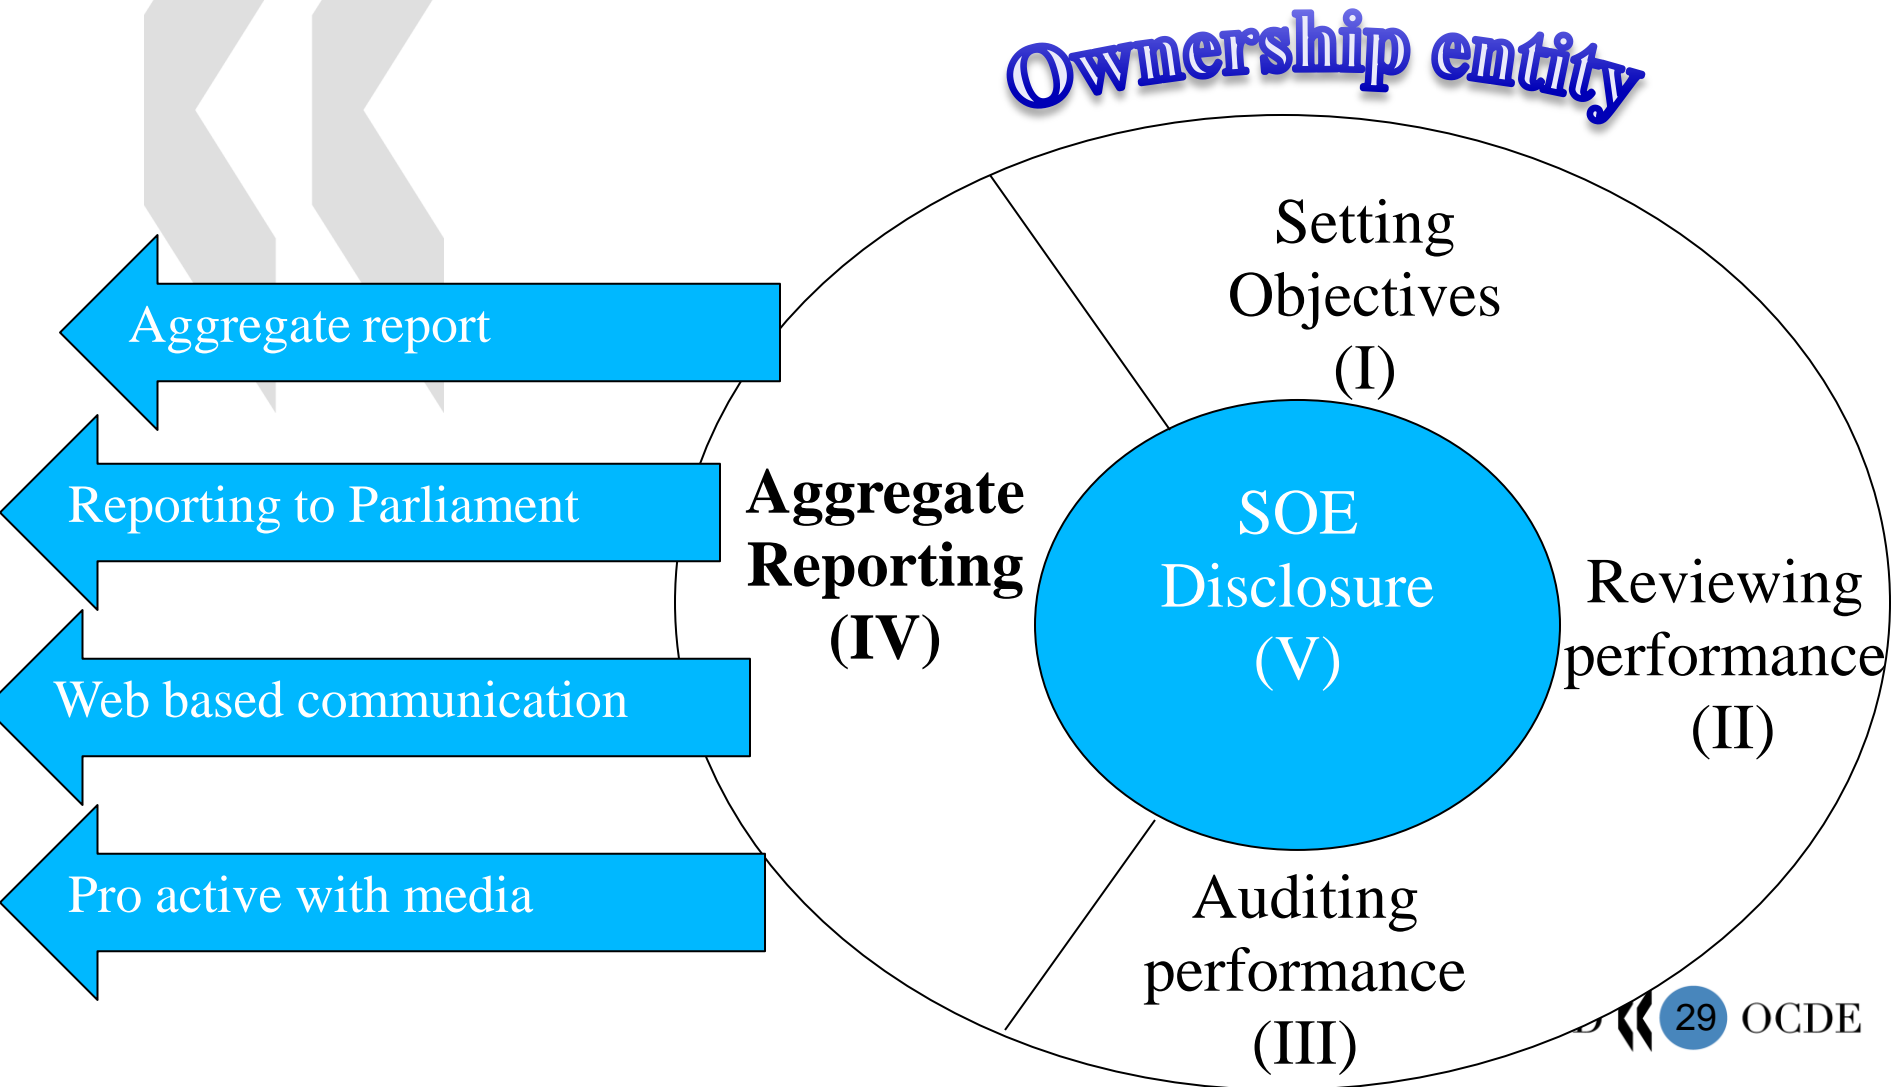 Ownership entity
Setting
Objectives
(I)
Aggregate report
Reporting to Parliament
Aggregate
Reporting
(IV)
SOE
Disclosure
(V)
Reviewing
performance
(II)
Web based communication
Pro active with media
Auditing
performance
(III)
29
OCDE